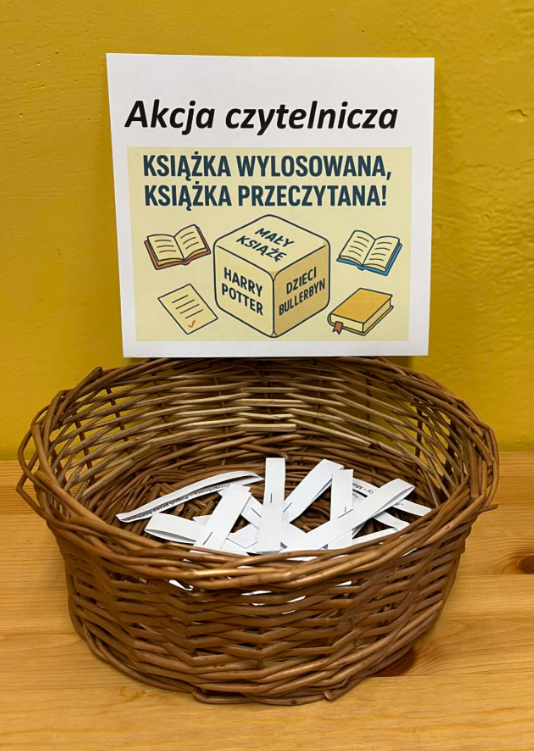 Akcja czytelnicza
KSIĄŻKA WYLOSOWANA,
KSIĄŻKA PRZECZYTANA!
MAŁY
KSIĄŻĘ
HARRY
POTTER
DZIECI
BULLERBYN